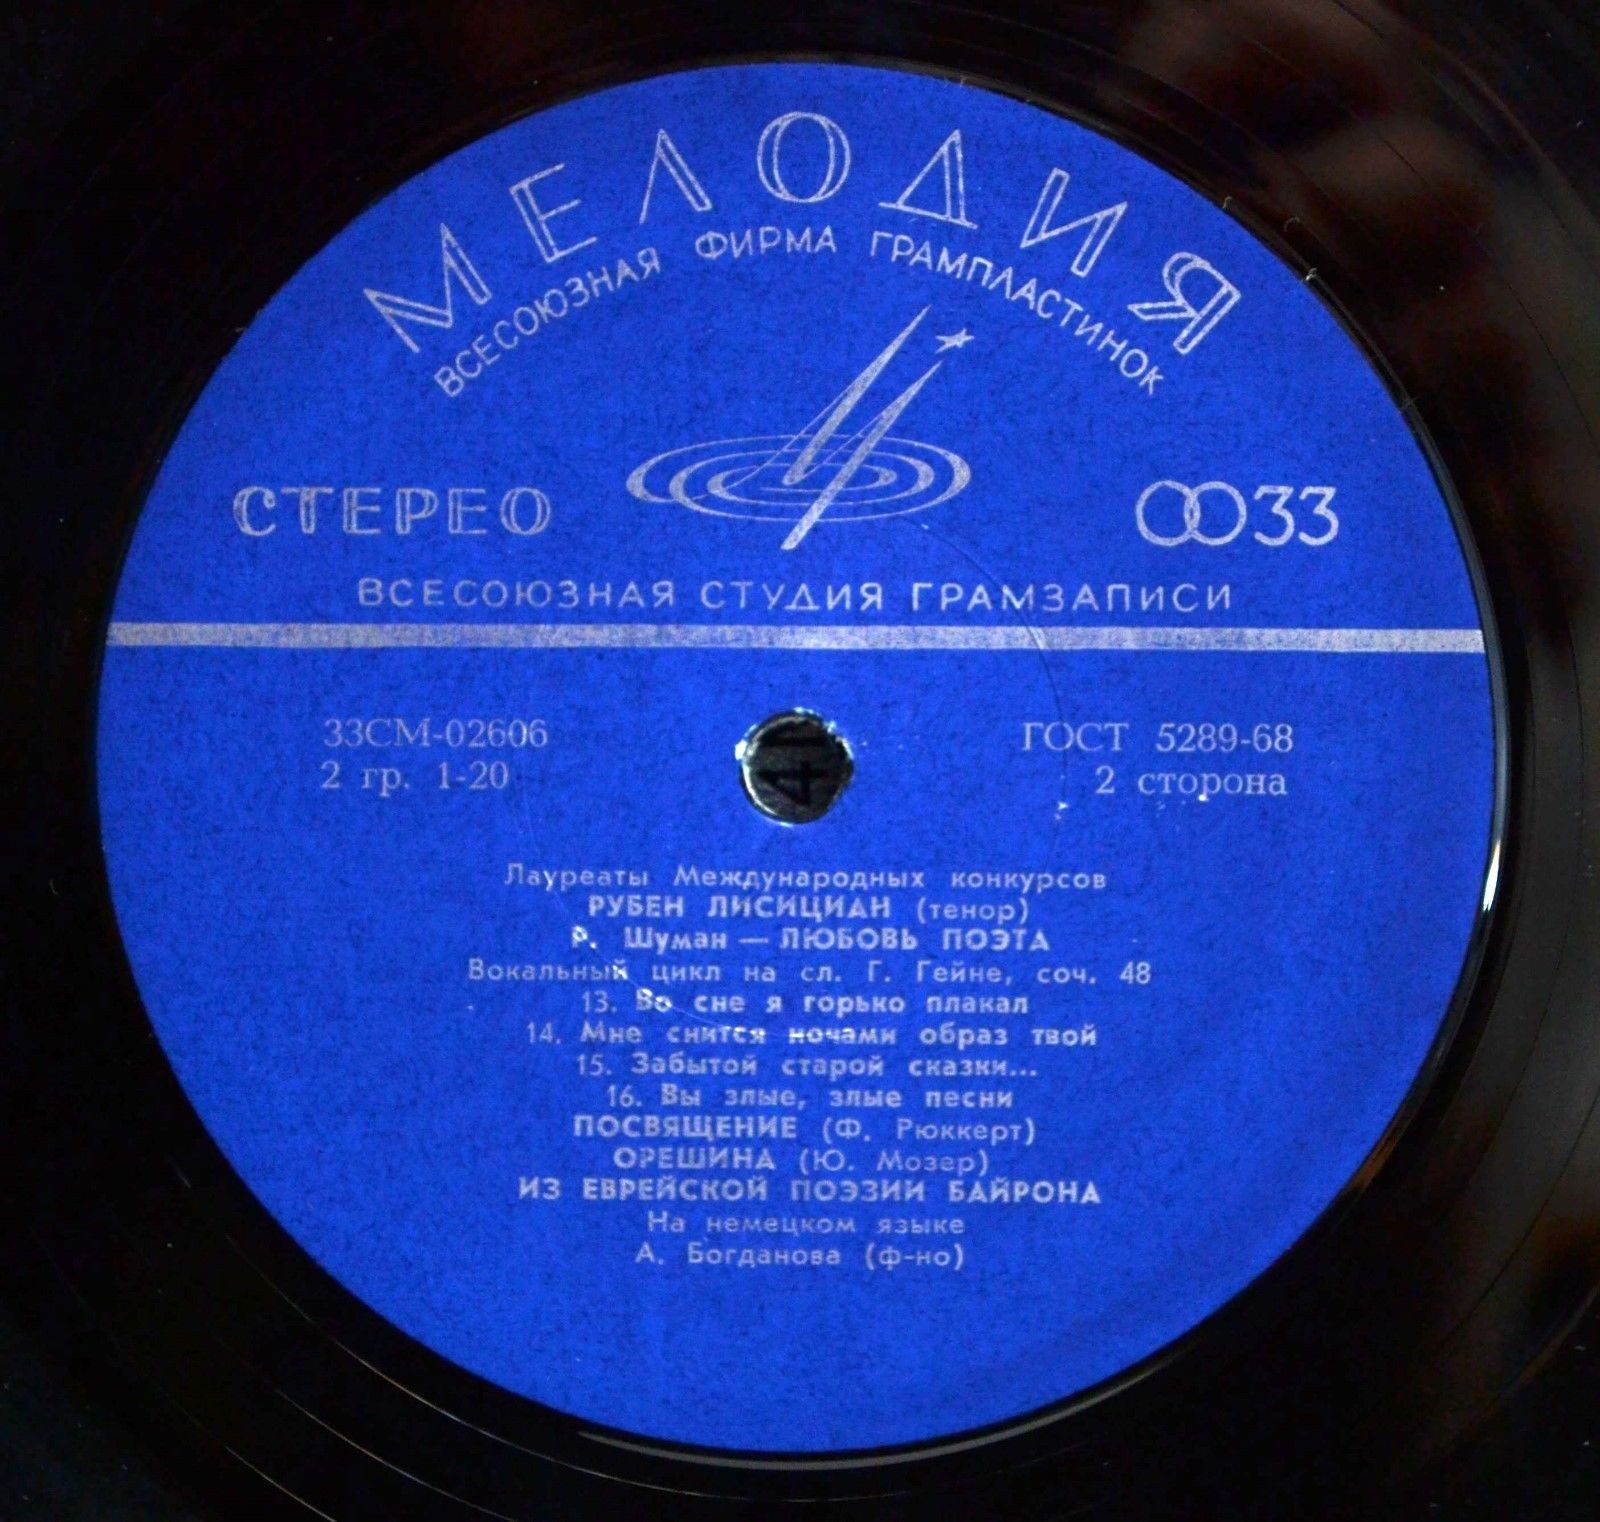 МЕЛОДИЯ
ВСЕСОЮЗНАЯ ФИРМА ГРАМПЛАСТИНОК
СТЕРЕО
33
ВСЕСОЮЗНАЯ СТУДИЯ ГРАМЗАПИСИ
33СМ-02606
ГОСТ 5289-68
2 гр. 1-20
2 сторона
Лауреаты Международных конкурсов
РУБЕН ЛИСИЦИАН (тенор)
Р. Шуман — ЛЮБОВЬ ПОЭТА
Вокальный цикл на сл. Г. Гейне, соч. 48
13. Во сне я горько плакал
14. Мне снится ночами образ твой
15. Забытой старой сказки...
16. Вы злые, злые песни
ПОСВЯЩЕНИЕ (Ф. Рюккерт)
ОРЕШИНА (Ю. Мозер)
ИЗ ЕВРЕЙСКОЙ ПОЭЗИИ БАЙРОНА
На немецком языке
А. Богданова (ф-но)